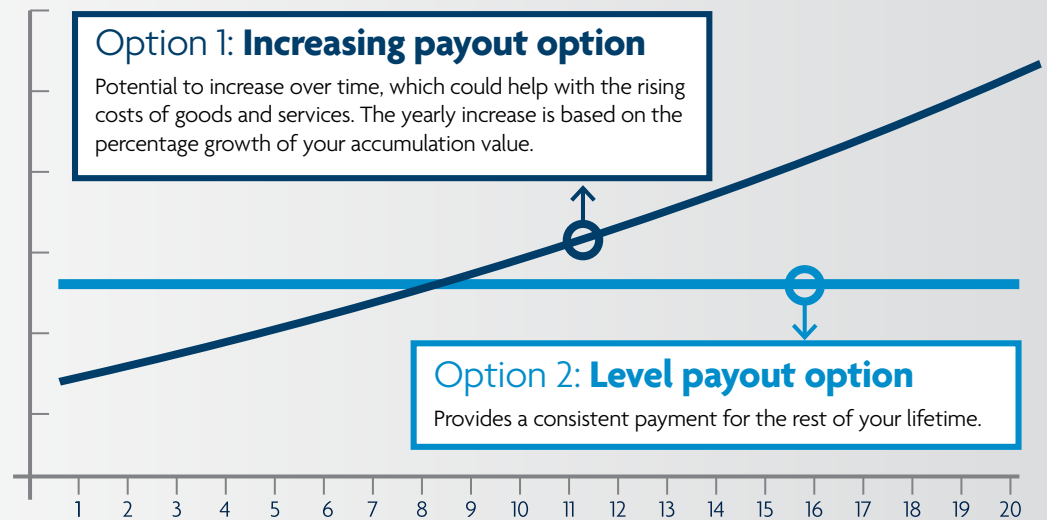 Option 1: Increasing payout option
Potential to increase over time, which could help with the rising
costs of goods and services. The yearly increase is based on the
percentage growth of your accumulation value.
Option 2: Level payout option
Provides a consistent payment for the rest of your lifetime.
1 2 3 4 5 6 7 8 9 10 11 12 13 14 15 16 17 18 19 20